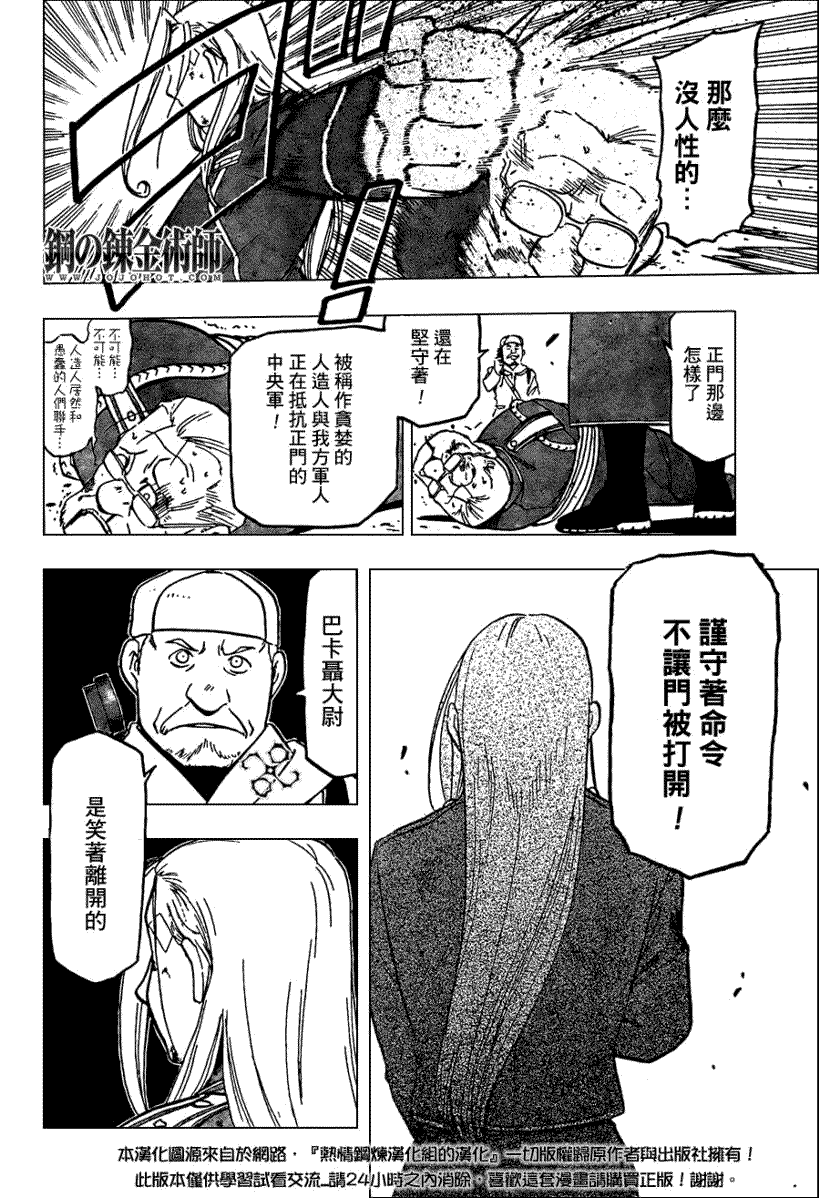 那麼
沒人性的…
鋼の錬金術師
WWW.JOJOHOT.COM
正門那邊
怎樣了
還在
堅守著！
被稱作貪婪的
人造人與我方軍人
正在抵抗正門的
中央軍！
不可能…
不可能…
人造人居然和
愚蠢的人們聯手…
謹守著命令
不讓門被打開！
巴卡聶大尉
是笑著離開的
本漢化圖源來自於網路，『熱情鋼煉漢化組的漢化』一切版權歸原作者與出版社擁有！
此版本僅供學習試看交流，請24小時之內消除，喜歡這套漫畫請購買正版！謝謝。